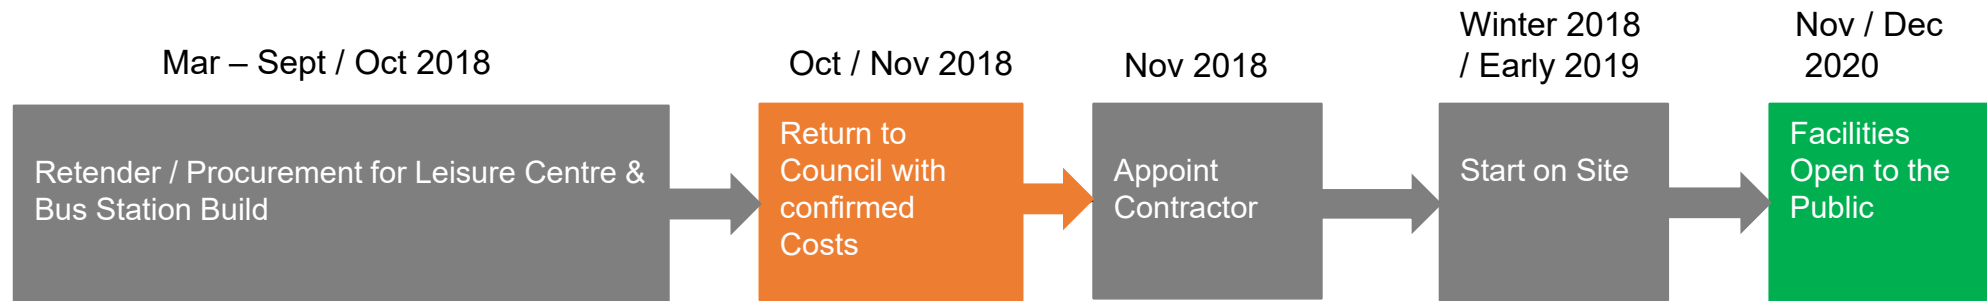 Mar – Sept / Oct 2018
Oct / Nov 2018
Nov 2018
Winter 2018
/ Early 2019
Nov / Dec
2020
Retender / Procurement for Leisure Centre &
Bus Station Build
Return to
Council with
confirmed
Costs
Appoint
Contractor
Start on Site
Facilities
Open to the
Public